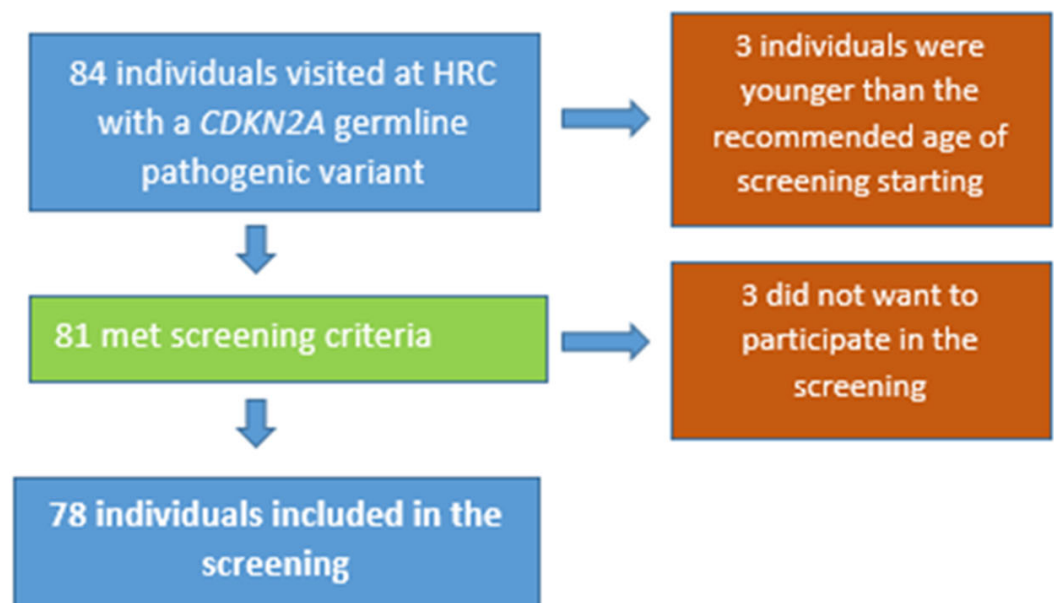 84 individuals visited at HRC
with a CDKN2A germline
pathogenic variant
3 individuals were
younger than the
recommended age of
screening starting
81 met screening criteria
3 did not want to
participate in the
screening
78 individuals included in the
screening